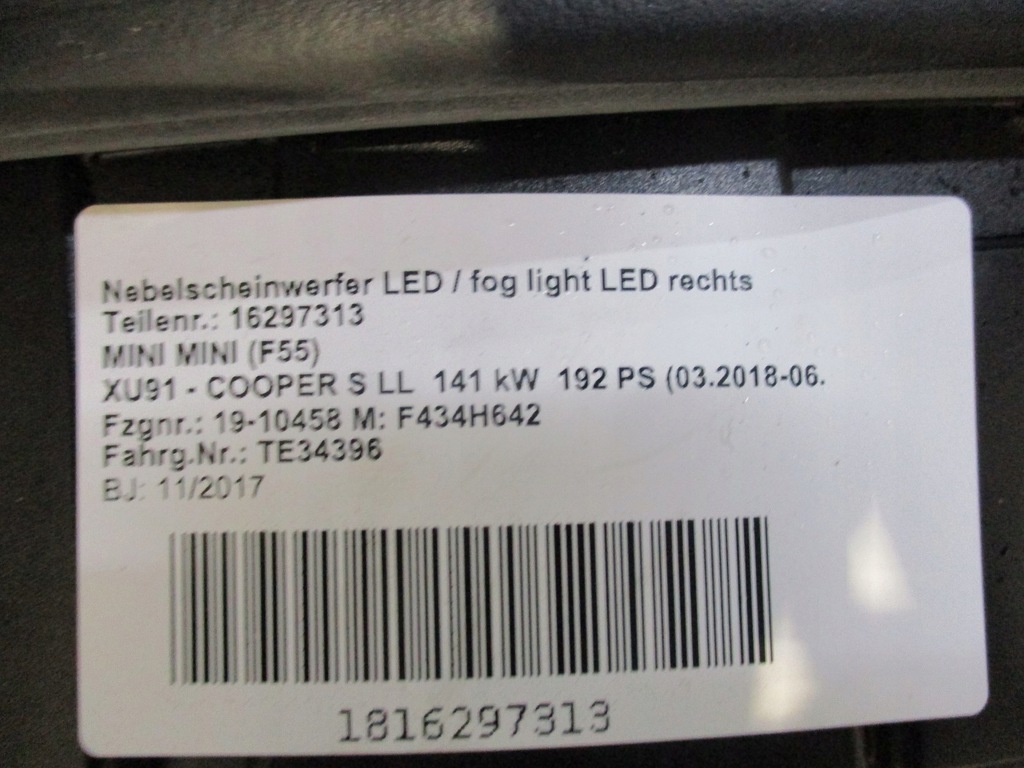 Nebelscheinwerfer LED / fog light LED rechts
Teilenr.: 16297313
MINI MINI (F55)
XU91 - COOPER S LL 141 kW 192 PS (03.2018-06.
Fzgnr.: 19-10458 M: F434H642
Fahrg.Nr.: TE34396
BJ: 11/2017
1816297313